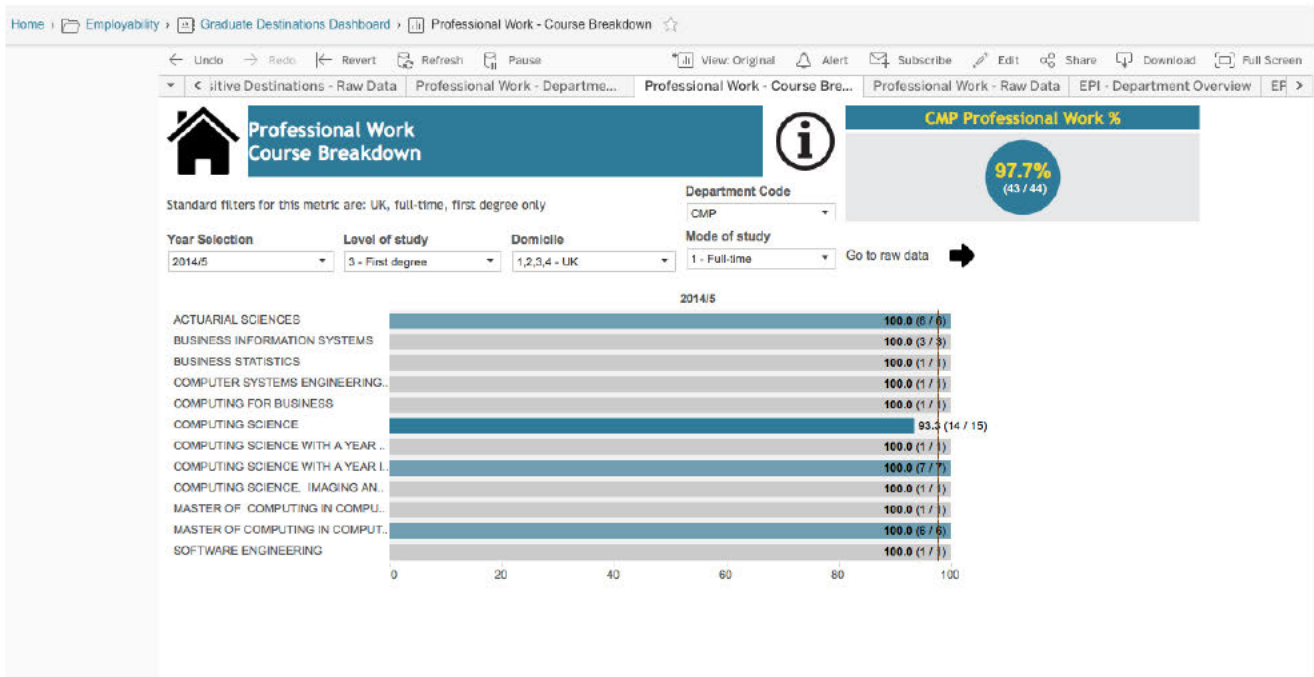 Home › Employability › Graduate Destinations Dashboard › Professional Work - Course Breakdown
← Undo → Redo Revert Refresh Pause View: Original Alert Subscribe Edit Share Download Full Screen
sitive Destinations - Raw Data Professional Work - Departme... Professional Work - Course Bre... Professional Work - Raw Data EPI - Department Overview EF
Professional Work
Course Breakdown
i
CMP Professional Work %
97.7%
(43 / 44)
Standard filters for this metric are: UK, full-time, first degree only
Department Code
CMP
Year Selection Level of study Domicile Mode of study
2014/5 3 - First degree 1,2,3,4 - UK 1 - Full-time
Go to raw data
2014/5
ACTUARIAL SCIENCES 100.0 (6 / 6)
BUSINESS INFORMATION SYSTEMS 100.0 (3 / 3)
BUSINESS STATISTICS 100.0 (1 / 1)
COMPUTER SYSTEMS ENGINEERING.. 100.0 (1 / 1)
COMPUTING FOR BUSINESS 100.0 (1 / 1)
COMPUTING SCIENCE 93.3 (14 / 15)
COMPUTING SCIENCE WITH A YEAR .. 100.0 (1 / 1)
COMPUTING SCIENCE WITH A YEAR I.. 100.0 (7 / 7)
COMPUTING SCIENCE, IMAGING AN.. 100.0 (1 / 1)
MASTER OF COMPUTING IN COMPU.. 100.0 (1 / 1)
MASTER OF COMPUTING IN COMPUT.. 100.0 (6 / 6)
SOFTWARE ENGINEERING 100.0 (1 / 1)
0 20 40 60 80 100